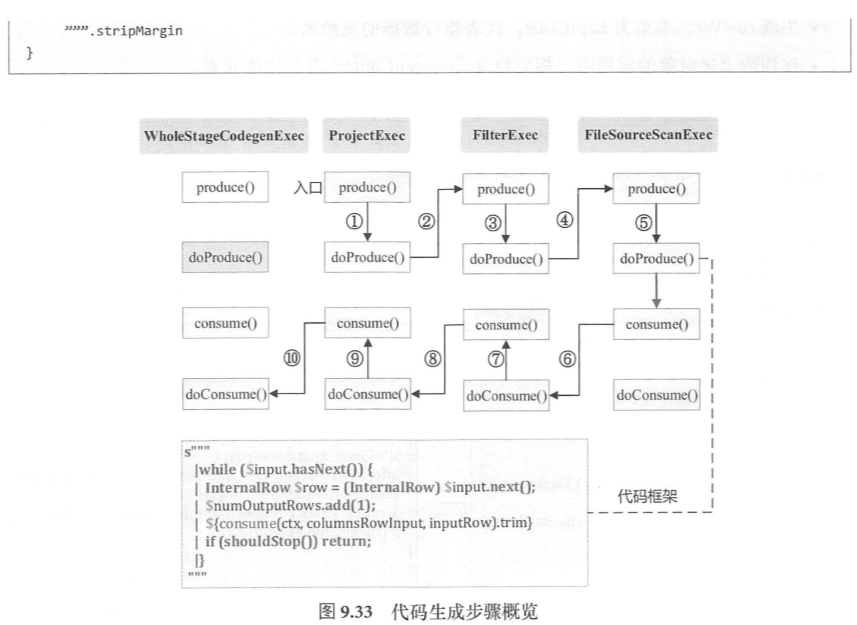 """.stripMargin
}
WholeStageCodegenExec ProjectExec FilterExec FileSourceScanExec
produce() 入口 produce() produce() produce()
① ② ③ ④ ⑤
doProduce() doProduce() doProduce() doProduce()
consume() consume() consume() consume()
⑩ ⑨ ⑧ ⑦ ⑥
doConsume() doConsume() doConsume() doConsume()
s"""
|while ($input.hasNext()) {
| InternalRow $row = (InternalRow) $input.next();
| $numOutputRows.add(1);
| ${consume(ctx, columnsRowInput, inputRow).trim}
| if (shouldStop()) return;
|}
"""
代码框架
图 9.33 代码生成步骤概览